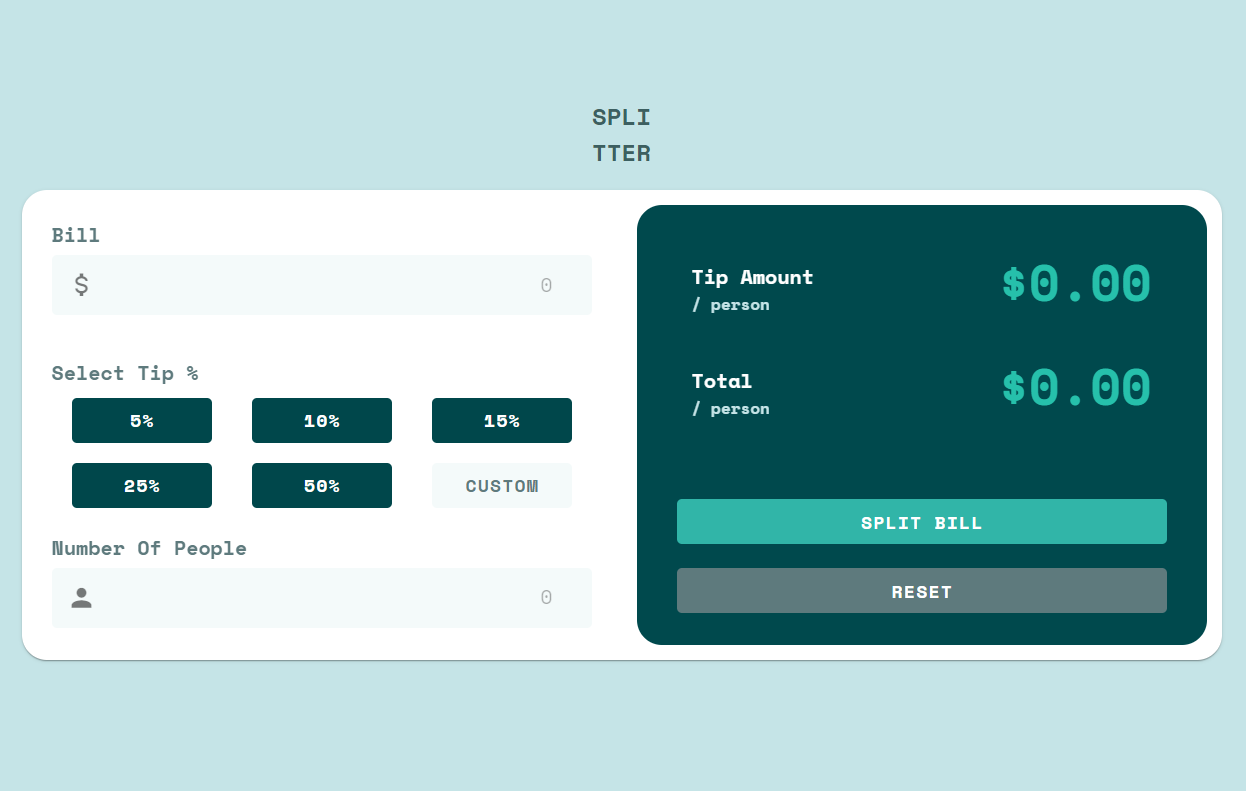 SPLI
TTER
Bill
$ 0
Select Tip %
5% 10% 15%
25% 50% CUSTOM
Number Of People
0
Tip Amount
/ person
$0.00
Total
/ person
$0.00
SPLIT BILL
RESET